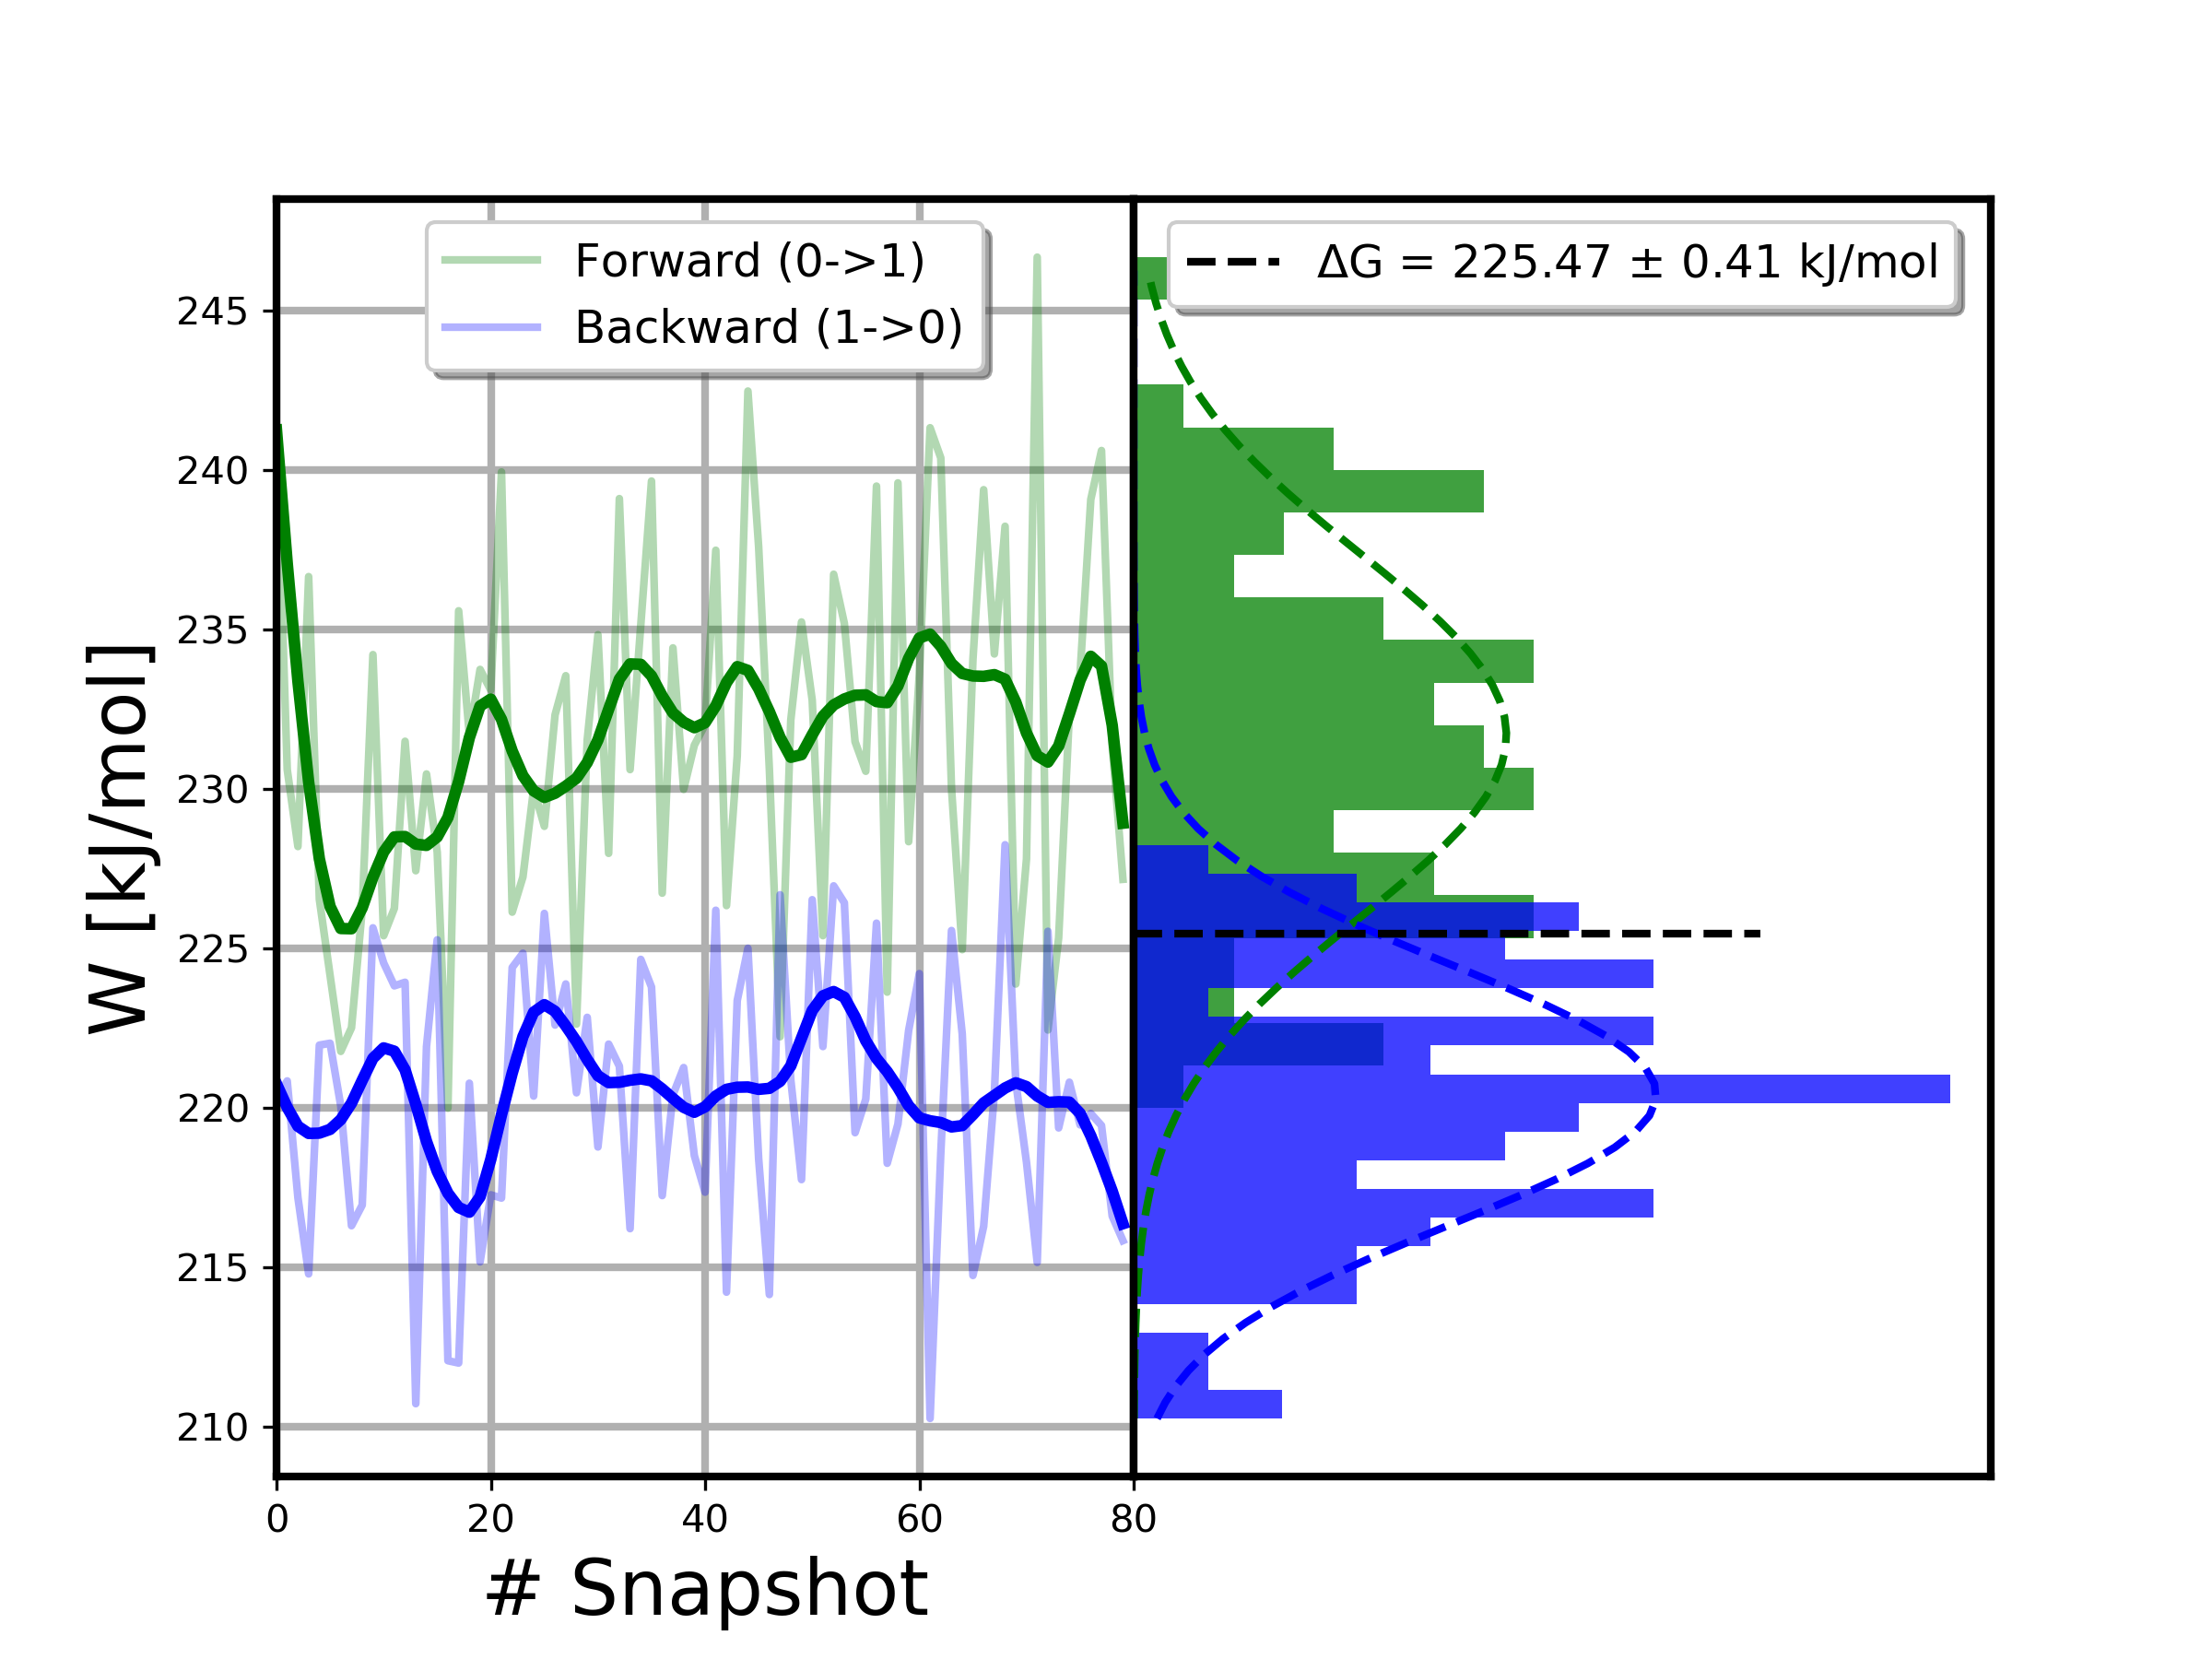 Forward (0->1)
Backward (1->0)
ΔG = 225.47 ± 0.41 kJ/mol
W [kJ/mol]
245
240
235
230
225
220
215
210
0 20 40 60 80
# Snapshot